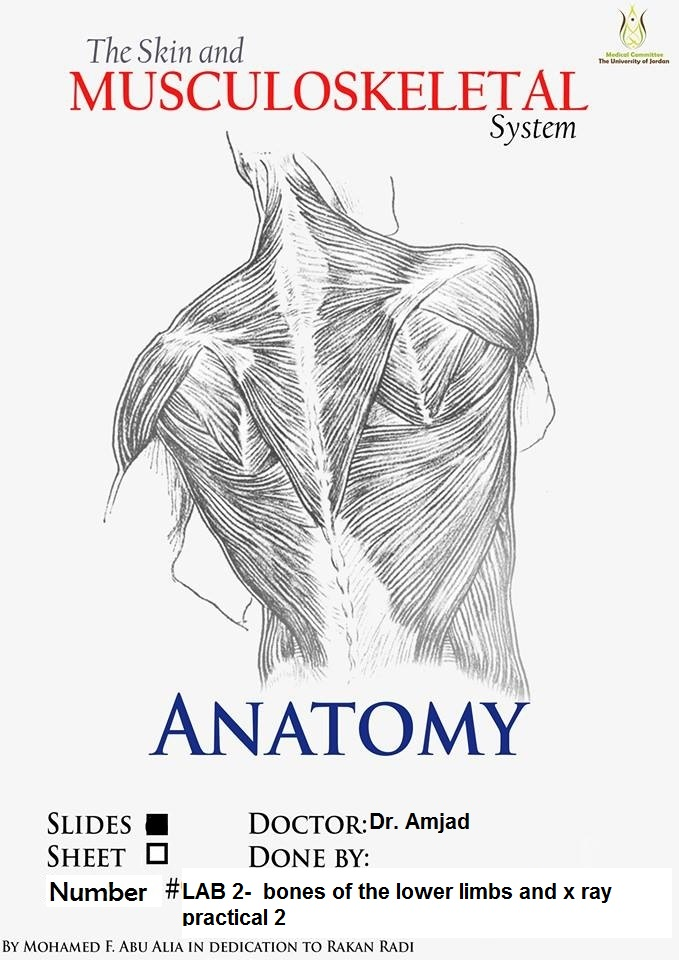 The Skin and
MUSCULOSKELETAL
System
Medical Committee
The University of Jordan
ANATOMY
SLIDES
DOCTOR:Dr. Amjad
SHEET
DONE BY:
Number #LAB 2- bones of the lower limbs and x ray
practical 2
BY MOHAMED F. ABU ALIA IN DEDICATION TO RAKAN RADI